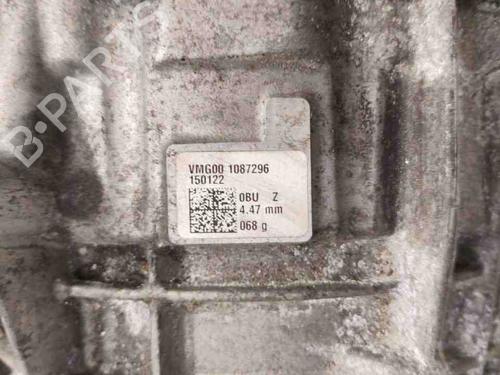 B-PARTS
VMG00 1087296
150122
0BU Z
4.47 mm
068 g